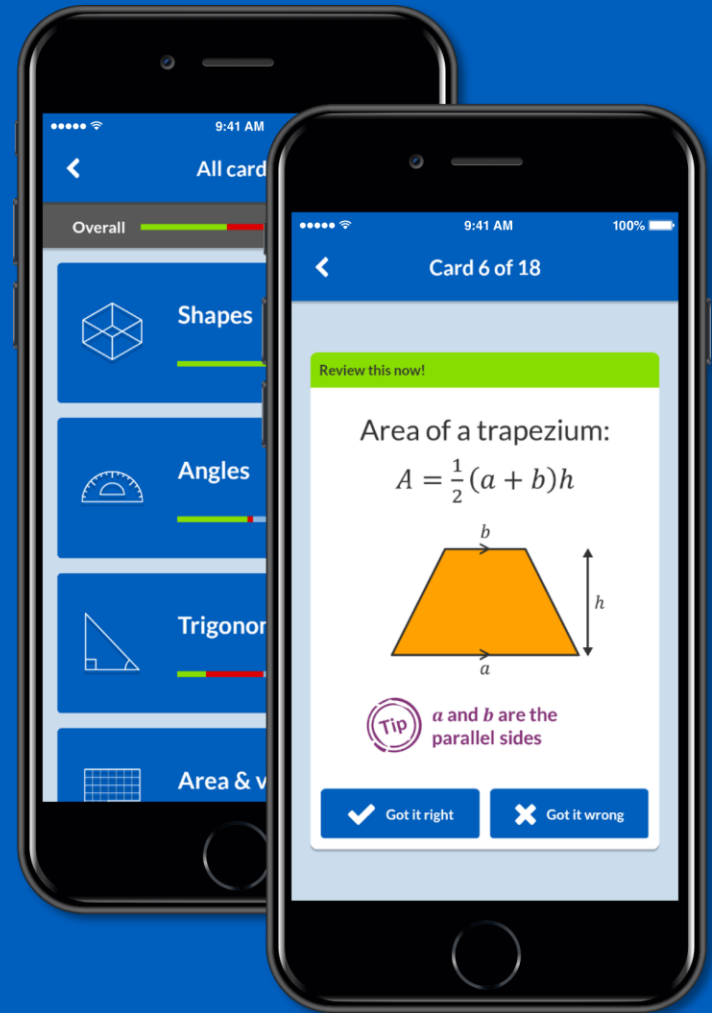 9:41 AM
All card
Overall
Shapes
Angles
Trigonor
Area & v
9:41 AM
100%
Card 6 of 18
Review this now!
Area of a trapezium:
A = 1/2 (a + b)h
b
h
a
Tip
a and b are the
parallel sides
Got it right
Got it wrong